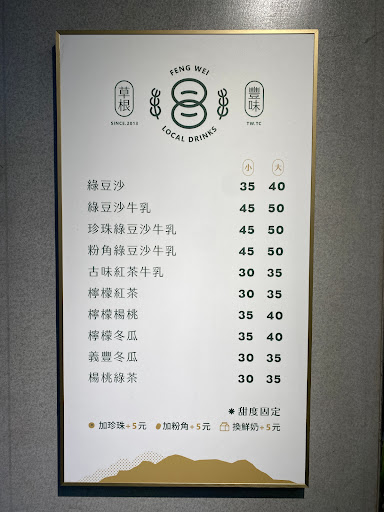 FENG WEI
草根
豐味
SINCE.2013
TW.TC
LOCAL DRINKS
小 大
綠豆沙 35 40
綠豆沙牛乳 45 50
珍珠綠豆沙牛乳 45 50
粉角綠豆沙牛乳 45 50
古味紅茶牛乳 30 35
檸檬紅茶 30 35
檸檬楊桃 35 40
檸檬冬瓜 35 40
義豐冬瓜 30 35
楊桃綠茶 30 35
※甜度固定
加珍珠+5元 加粉角+5元 換鮮奶+5元